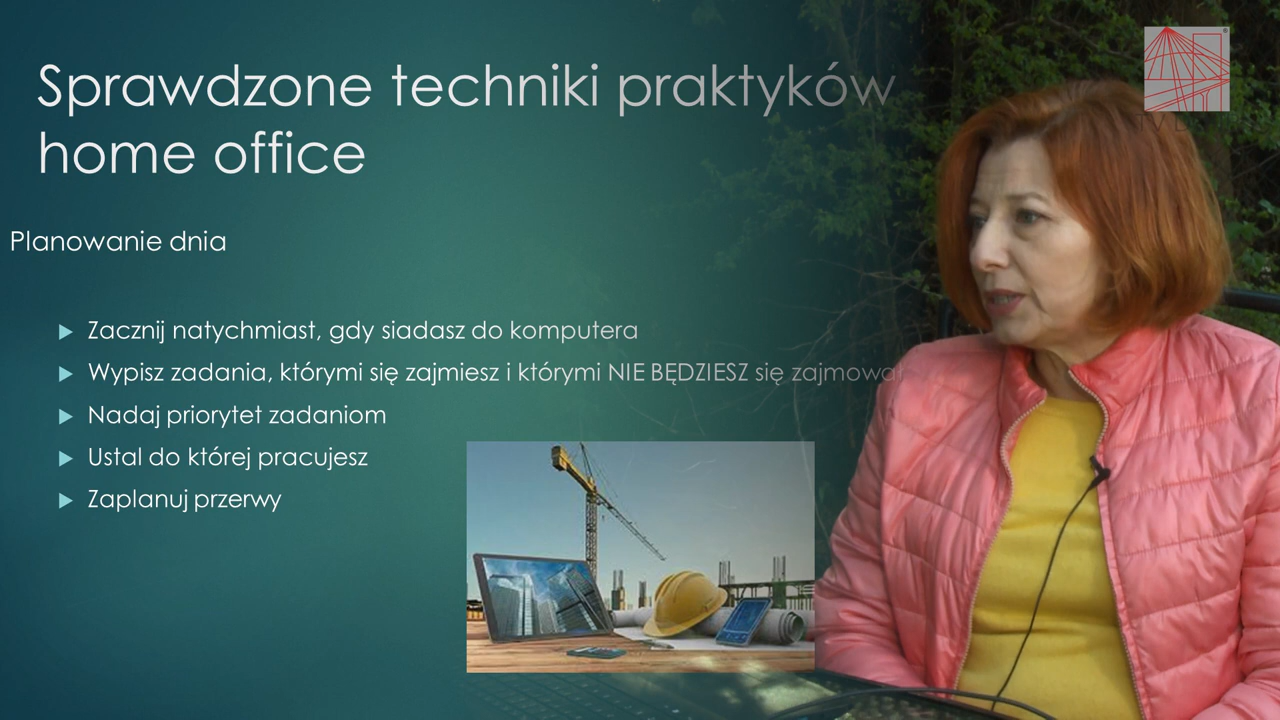 Sprawdzone techniki praktyków
home office
Planowanie dnia
Zacznij natychmiast, gdy siadasz do komputera
Wypisz zadania, którymi się zajmiesz i którymi NIE BĘDZIESZ się zajmował
Nadaj priorytet zadaniom
Ustal do której pracujesz
Zaplanuj przerwy